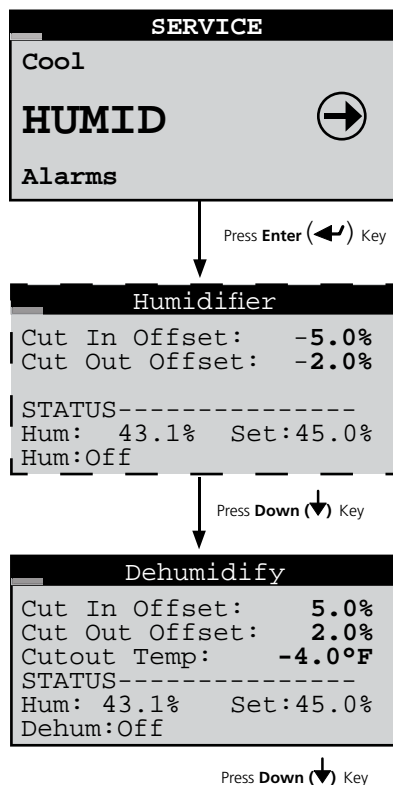 SERVICE
Cool
HUMID
Alarms
Press Enter (↵) Key
Humidifier
Cut In Offset: -5.0%
Cut Out Offset: -2.0%
STATUS---------------
Hum: 43.1% Set:45.0%
Hum:Off
Press Down (↓) Key
Dehumidify
Cut In Offset: 5.0%
Cut Out Offset: 2.0%
Cutout Temp: -4.0ºF
STATUS---------------
Hum: 43.1% Set:45.0%
Dehum:Off
Press Down (↓) Key